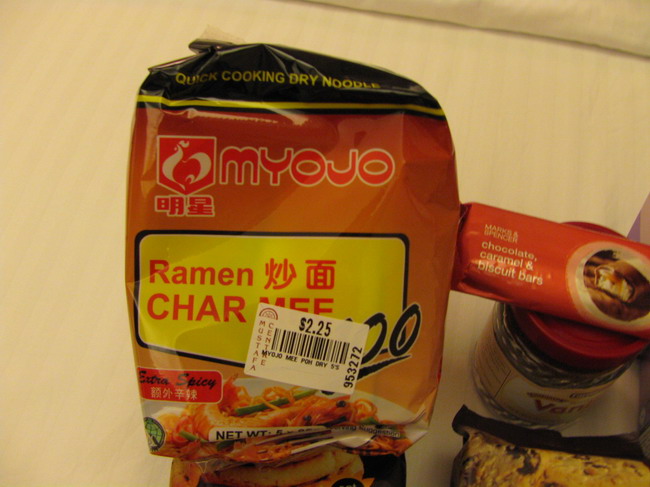 QUICK COOKING DRY NOODLE
MYOJO
明星
Ramen 炒面
CHAR MEE
MUSTAFA
CENTRE
$2.25
MYOJO MEE POH DRY 5'S
953272
Extra Spicy
額外辛辣
NET WT: 5 x
MARKS &
SPENCER
chocolate,
caramel &
biscuit bars